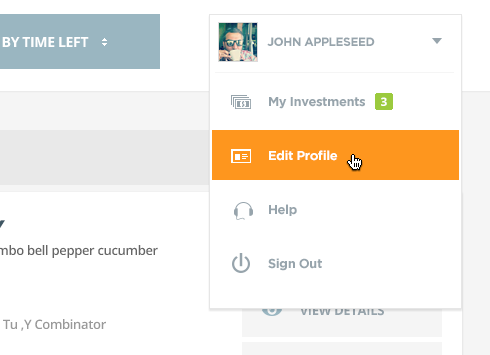 BY TIME LEFT
JOHN APPLESEED
My Investments 3
Edit Profile
Help
bell pepper cucumber
Sign Out
VIEW DETAILS
Tu ,Y Combinator